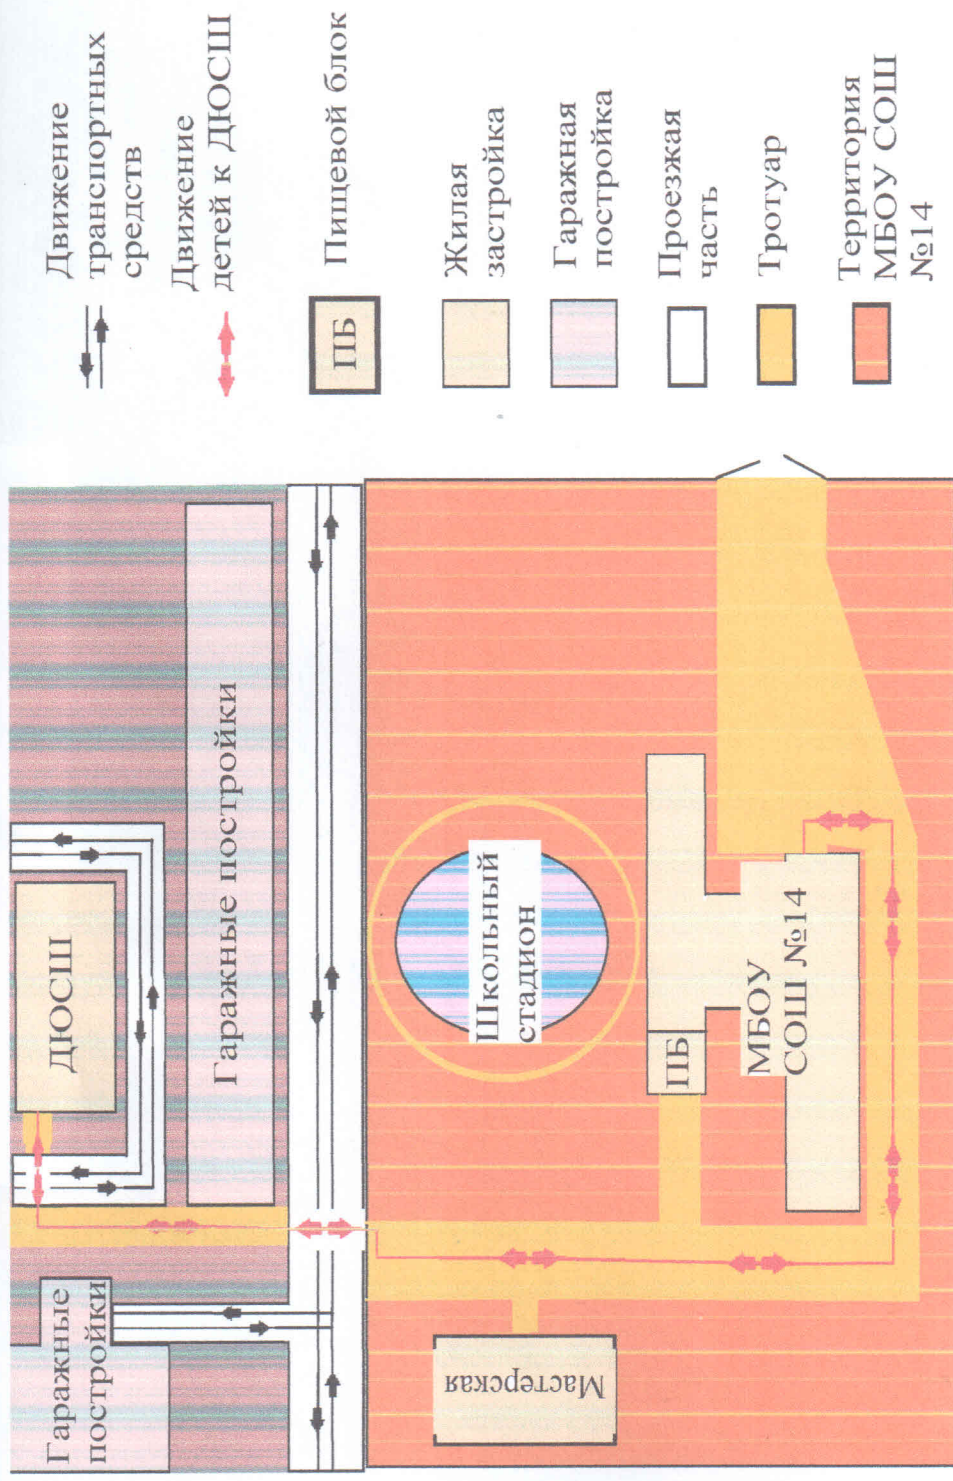 ДЮСШ
Гаражные постройки
Гаражные
постройки
Школьный
стадион
ПБ
МБОУ
СОШ №14
Мастерская
Движение
транспортных
средств
Движение
детей к ДЮСШ
ПБ
Пищевой блок
Жилая
застройка
Гаражная
постройка
Проезжая
часть
Тротуар
Территория
МБОУ СОШ
№14